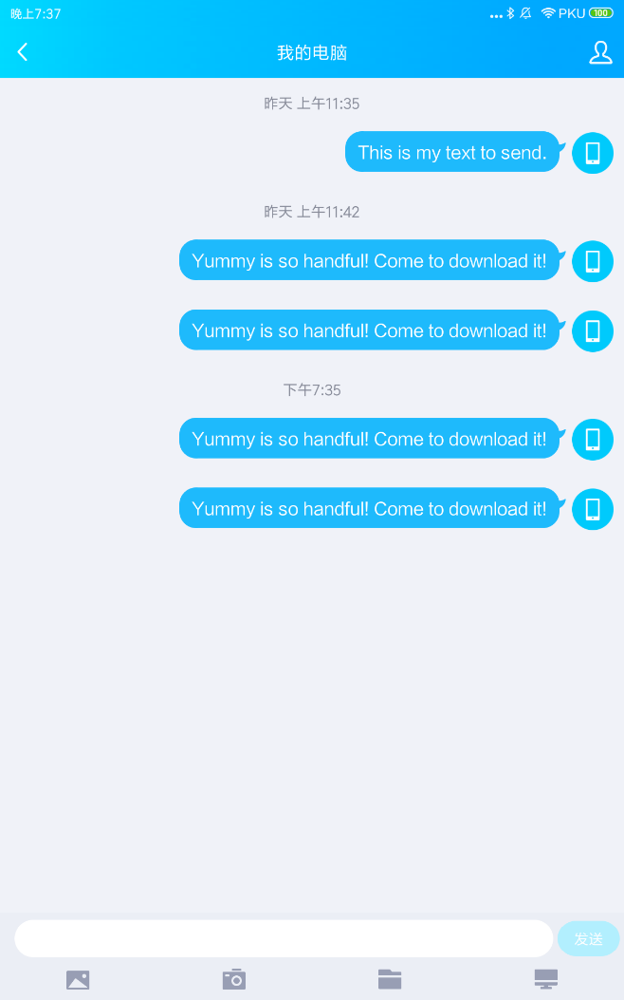 晚上7:37
PKU
100
我的电脑
昨天 上午11:35
This is my text to send.
昨天 上午11:42
Yummy is so handful! Come to download it!
Yummy is so handful! Come to download it!
下午7:35
Yummy is so handful! Come to download it!
Yummy is so handful! Come to download it!
发送